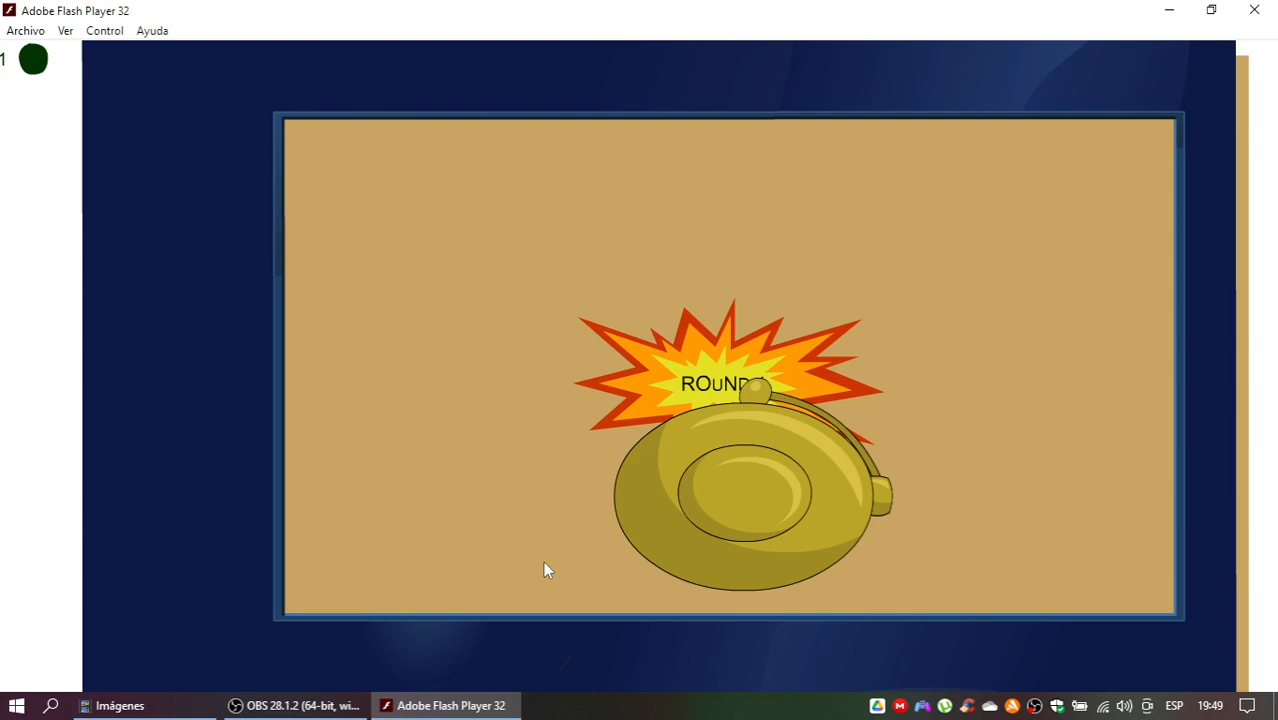 Adobe Flash Player 32
Archivo Ver Control Ayuda
1
ROUND
Imágenes
OBS 28.1.2 (64-bit, wi...
Adobe Flash Player 32
ESP
19:49